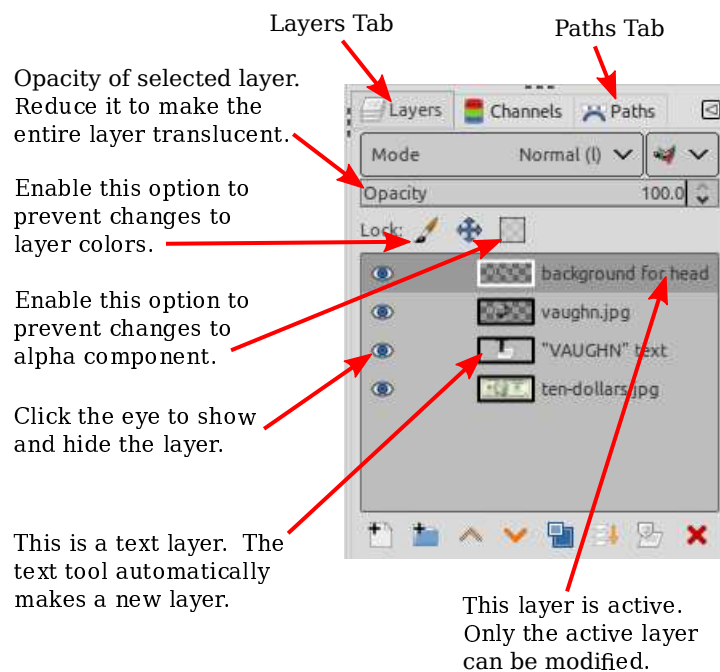 Layers Tab
Paths Tab
Opacity of selected layer.
Reduce it to make the
entire layer translucent.
Layers
Channels
Paths
Mode
Normal (l)
Opacity
100.0
Enable this option to
prevent changes to
layer colors.
Lock:
background for head
Enable this option to
prevent changes to
alpha component.
vaughn.jpg
"VAUGHN" text
ten-dollars.jpg
Click the eye to show
and hide the layer.
This is a text layer.  The
text tool automatically
makes a new layer.
This layer is active.
Only the active layer
can be modified.